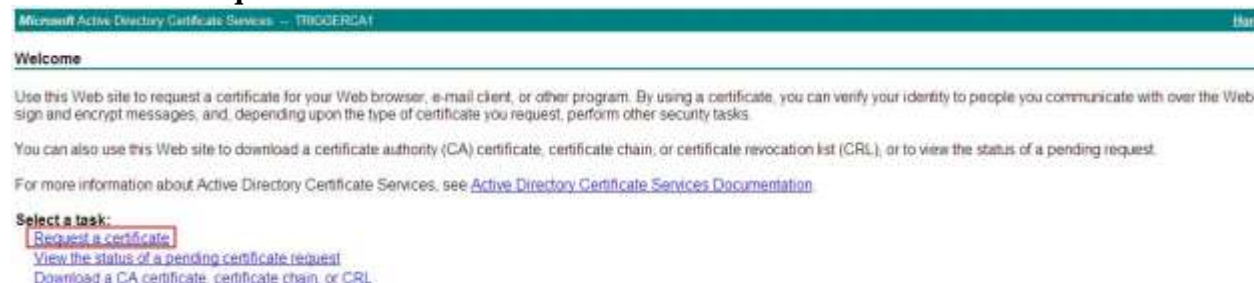 Microsoft Active Directory Certificate Services -- TRIGGERCA1
Welcome
Use this Web site to request a certificate for your Web browser, e-mail client, or other program. By using a certificate, you can verify your identity to people you communicate with over the Web
sign and encrypt messages, and, depending upon the type of certificate you request, perform other security tasks.
You can also use this Web site to download a certificate authority (CA) certificate, certificate chain, or certificate revocation list (CRL), or to view the status of a pending request.
For more information about Active Directory Certificate Services, see Active Directory Certificate Services Documentation.
Select a task:
Request a certificate
View the status of a pending certificate request
Download a CA certificate, certificate chain, or CRL